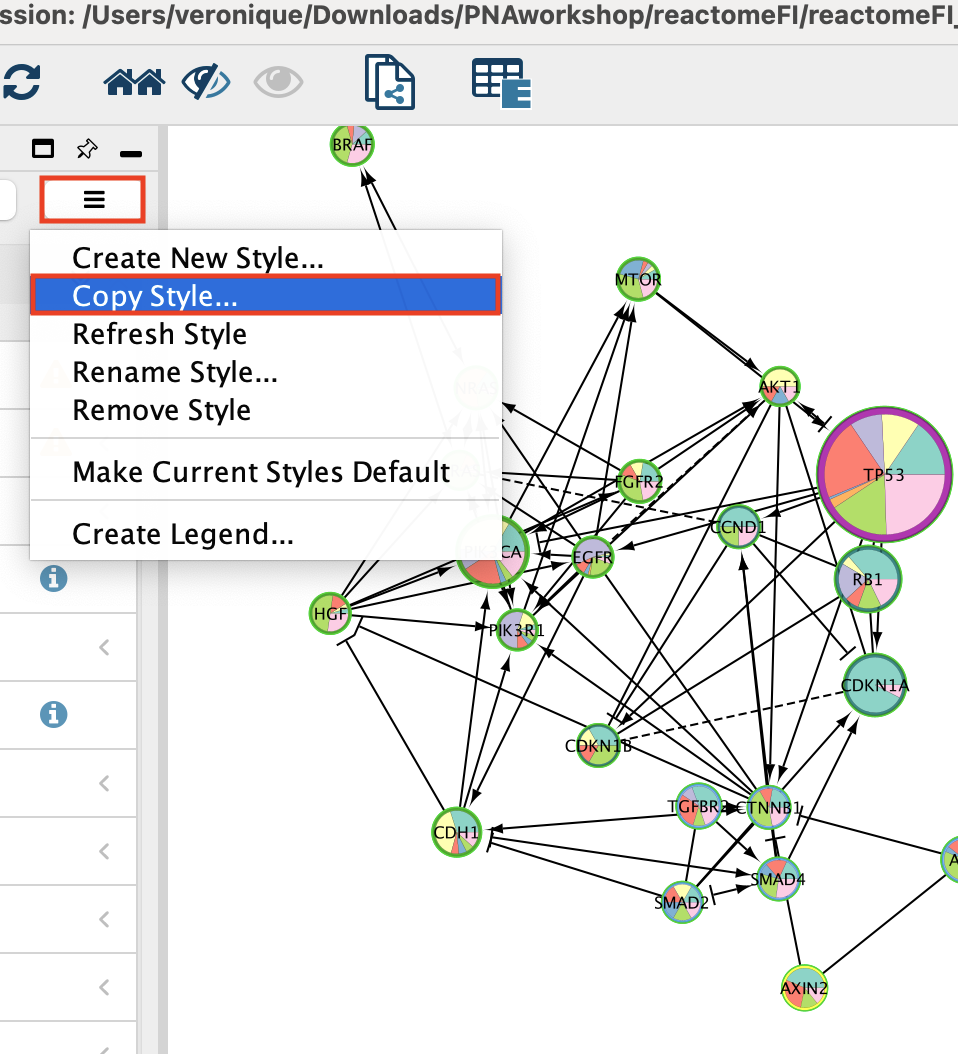 ssion: /Users/veronique/Downloads/PNAworkshop/reactomeFI/reactomeFI_
BRAF
Create New Style...
Copy Style...
Refresh Style
Rename Style...
Remove Style
Make Current Styles Default
Create Legend...
MTOR
AKT1
NRAS
TP53
FGFR2
CCND1
CA
EGFR
RB1
HGF
PIK3R1
CDKN1A
CDKN1B
TGFBR2
CTNNB1
CDH1
A
SMAD4
SMAD2
AXIN2